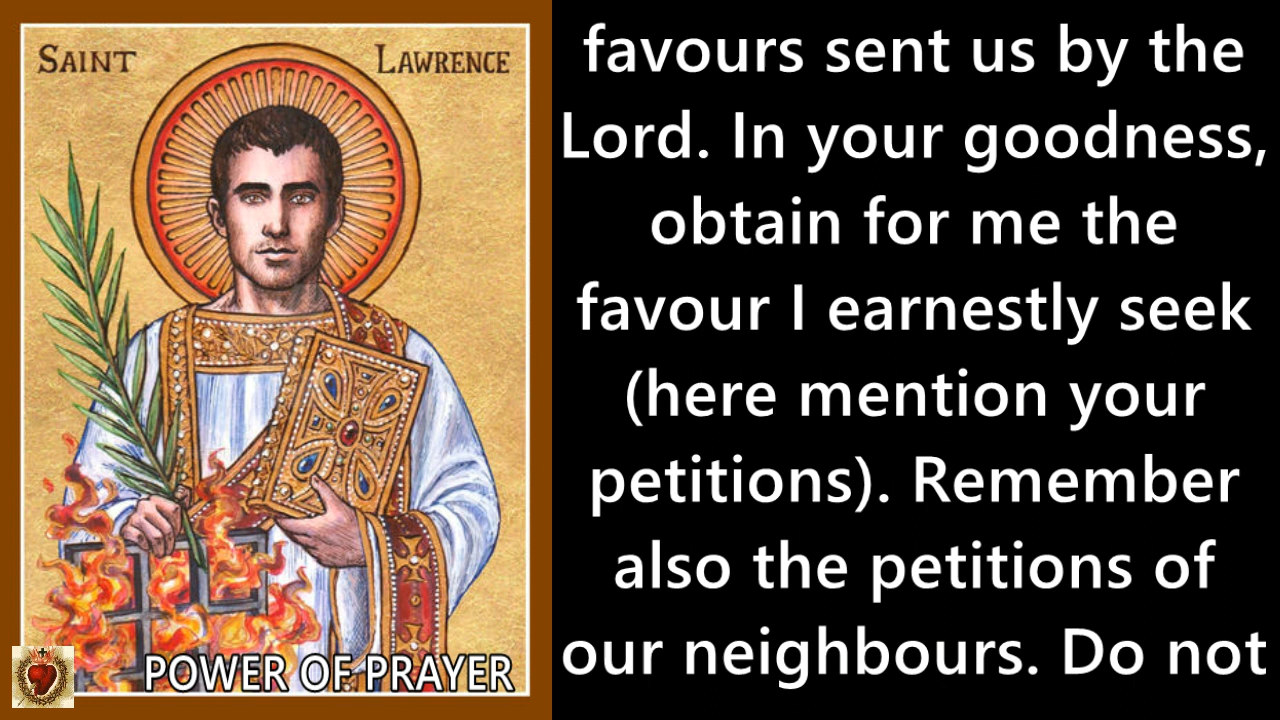 SAINT LAWRENCE
POWER OF PRAYER
favours sent us by the
Lord. In your goodness,
obtain for me the
favour I earnestly seek
(here mention your
petitions). Remember
also the petitions of
our neighbours. Do not